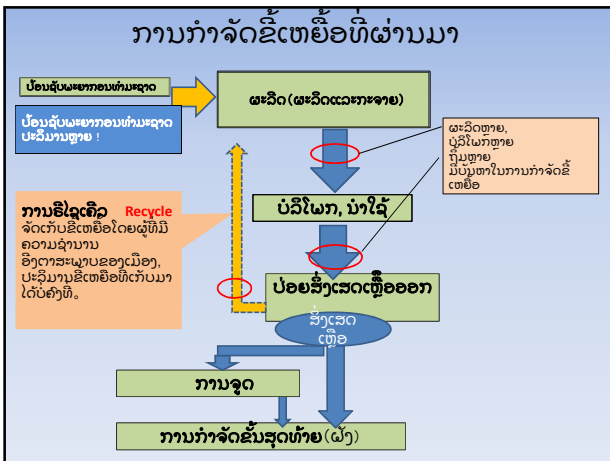 ການກຳຈັດຂີ້ເຫຍື້ອທີ່ຜ່ານມາ
ປ້ອນຊັບພະຍາກອນທຳມະຊາດ
ຜະລິດ(ຜະລິດແລະກະຈາຍ)
ປ້ອນຊັບພະຍາກອນທຳມະຊາດ
ປະລິມານຫຼາຍ !
ຜະລິດຫຼາຍ,
ບໍລິໂພກຫຼາຍ
ຖິ້ມຫຼາຍ
ມີບັນຫາໃນການກຳຈັດຂີ້
ເຫຍື້ອ
ບໍລິໂພກ, ນຳໃຊ້
ການຣີໄຊເຄີລ Recycle
ຈັດເກັບຂີ້ເຫຍື້ອໂດຍຜູ້ທີ່ມີ
ຄວາມຊຳນານ
ອີງຕາສະພາບຂອງເມືອງ,
ປະລິມານຂີ້ເຫຍື້ອທີ່ເກັບມາ
ໄດ້ບໍ່ຄົງທີ່.
ປ່ອຍສິ່ງເສດເຫຼືອອອກ
ສິ່ງເສດ
ເຫຼືອ
ການຈູດ
ການກຳຈັດຂັ້ນສຸດທ້າຍ(ຝັງ)